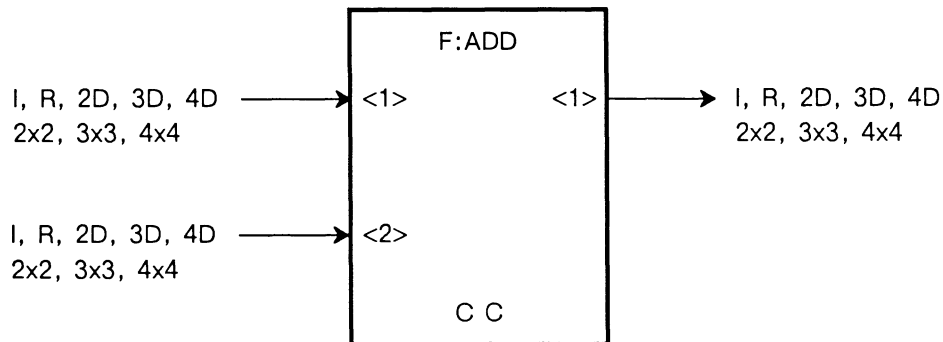 F:ADD
I, R, 2D, 3D, 4D <1> <1> I, R, 2D, 3D, 4D
2x2, 3x3, 4x4 2x2, 3x3, 4x4
I, R, 2D, 3D, 4D <2>
2x2, 3x3, 4x4
C C